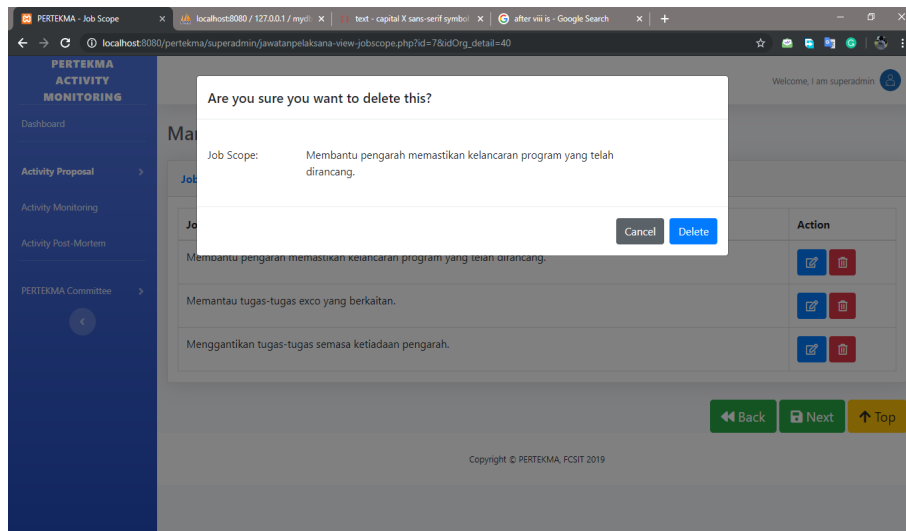 PERTEKMA - Job Scope
localhost:8080 / 127.0.0.1 / mydb
text - capital X sans-serif symbol
after viii is - Google Search
localhost:8080/pertekma/superadmin/jawatanpelaksana-view-jobscope.php?id=7&idOrg_detail=40
PERTEKMA
ACTIVITY
MONITORING
Welcome, I am superadmin
Dashboard
Activity Proposal
Activity Monitoring
Activity Post-Mortem
PERTEKMA Committee
Are you sure you want to delete this?
Job Scope: Membantu pengarah memastikan kelancaran program yang telah
dirancang.
Cancel Delete
Action
Membantu pengarah memastikan kelancaran program yang telah dirancang.
Memantau tugas-tugas exco yang berkaitan.
Menggantikan tugas-tugas semasa ketiadaan pengarah.
Back Next Top
Copyright © PERTEKMA, FCSIT 2019